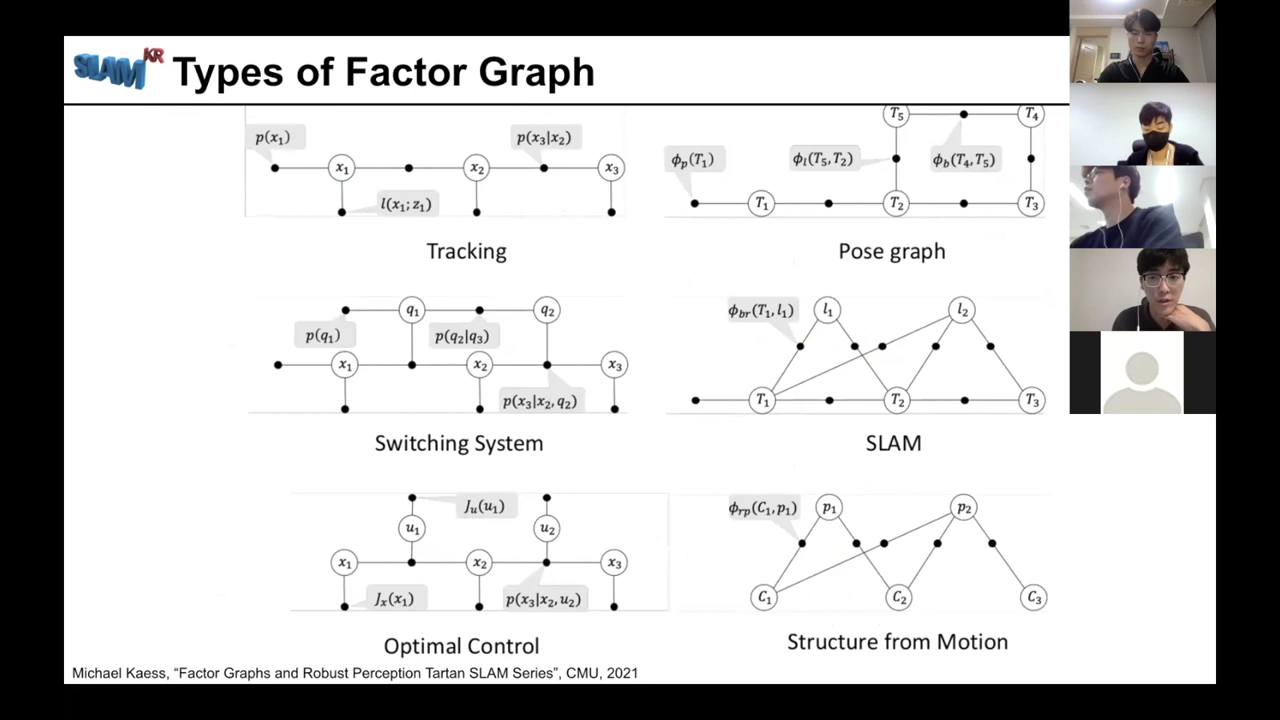 SLAM KR
Types of Factor Graph
p(x₁)
p(x₃|x₂)
x₁
x₂
x₃
l(x₁; z₁)
Tracking
T₅
T₄
ϕₚ(T₁)
ϕₗ(T₅, T₂)
ϕ_b(T₄, T₅)
T₁
T₂
T₃
Pose graph
q₁
q₂
p(q₁)
p(q₂|q₃)
x₁
x₂
x₃
p(x₃|x₂, q₂)
Switching System
ϕ_br(T₁, l₁)
l₁
l₂
T₁
T₂
T₃
SLAM
Jᵤ(u₁)
u₁
u₂
x₁
x₂
x₃
Jₓ(x₁)
p(x₃|x₂, u₂)
Optimal Control
ϕ_rp(C₁, p₁)
p₁
p₂
C₁
C₂
C₃
Structure from Motion
Michael Kaess, “Factor Graphs and Robust Perception Tartan SLAM Series”, CMU, 2021